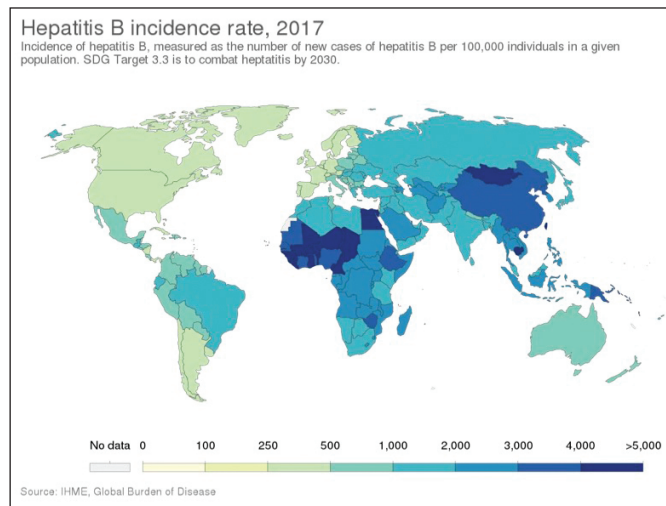 Hepatitis B incidence rate, 2017
Incidence of hepatitis B, measured as the number of new cases of hepatitis B per 100,000 individuals in a given
population. SDG Target 3.3 is to combat heptatitis by 2030.
No data 0 100 250 500 1,000 2,000 3,000 4,000 >5,000
Source: IHME, Global Burden of Disease